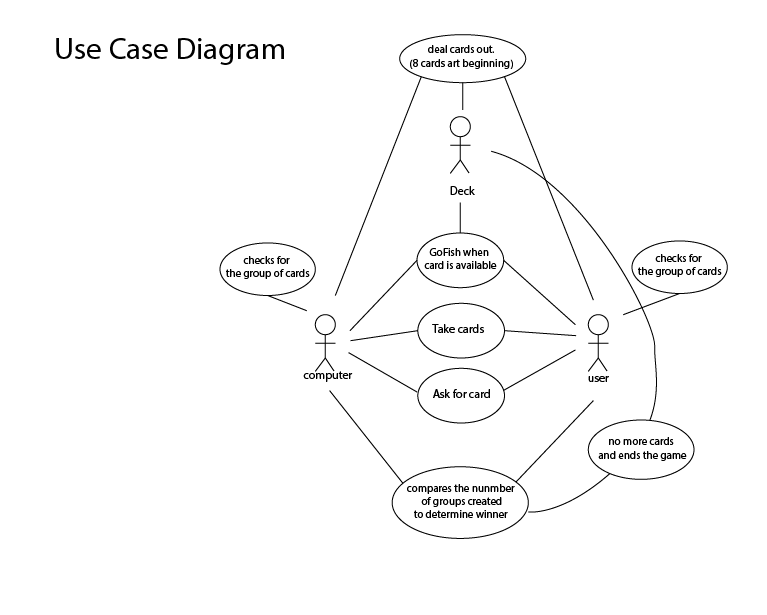 Use Case Diagram
deal cards out.
(8 cards art beginning)
Deck
GoFish when
card is available
checks for
the group of cards
checks for
the group of cards
Take cards
computer
user
Ask for card
no more cards
and ends the game
compares the nunmber
of groups created
to determine winner